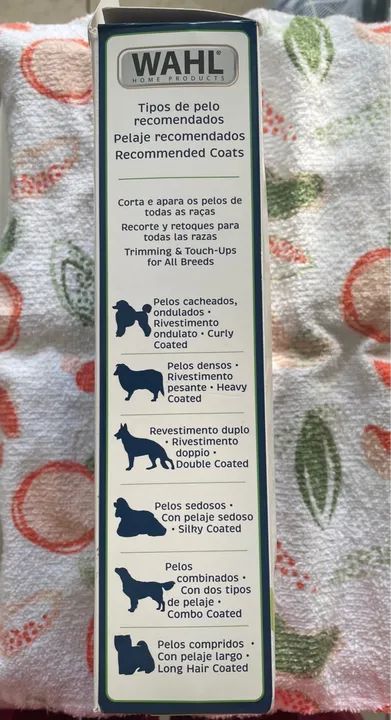 WAHL®
HOME PRODUCTS
Tipos de pelo
recomendados
Pelaje recomendados
Recommended Coats
Corta e apara os pelos de
todas as raças
Recorte y retoques para
todas las razas
Trimming & Touch-Ups
for All Breeds
Pelos cacheados,
ondulados •
Rivestimento
ondulato • Curly
Coated
Pelos densos •
Rivestimento
pesante • Heavy
Coated
Revestimento duplo
• Rivestimento
doppio •
Double Coated
Pelos sedosos •
Con pelaje sedoso
• Silky Coated
Pelos
combinados •
Con dos tipos
de pelaje •
Combo Coated
Pelos compridos •
Con pelaje largo •
Long Hair Coated